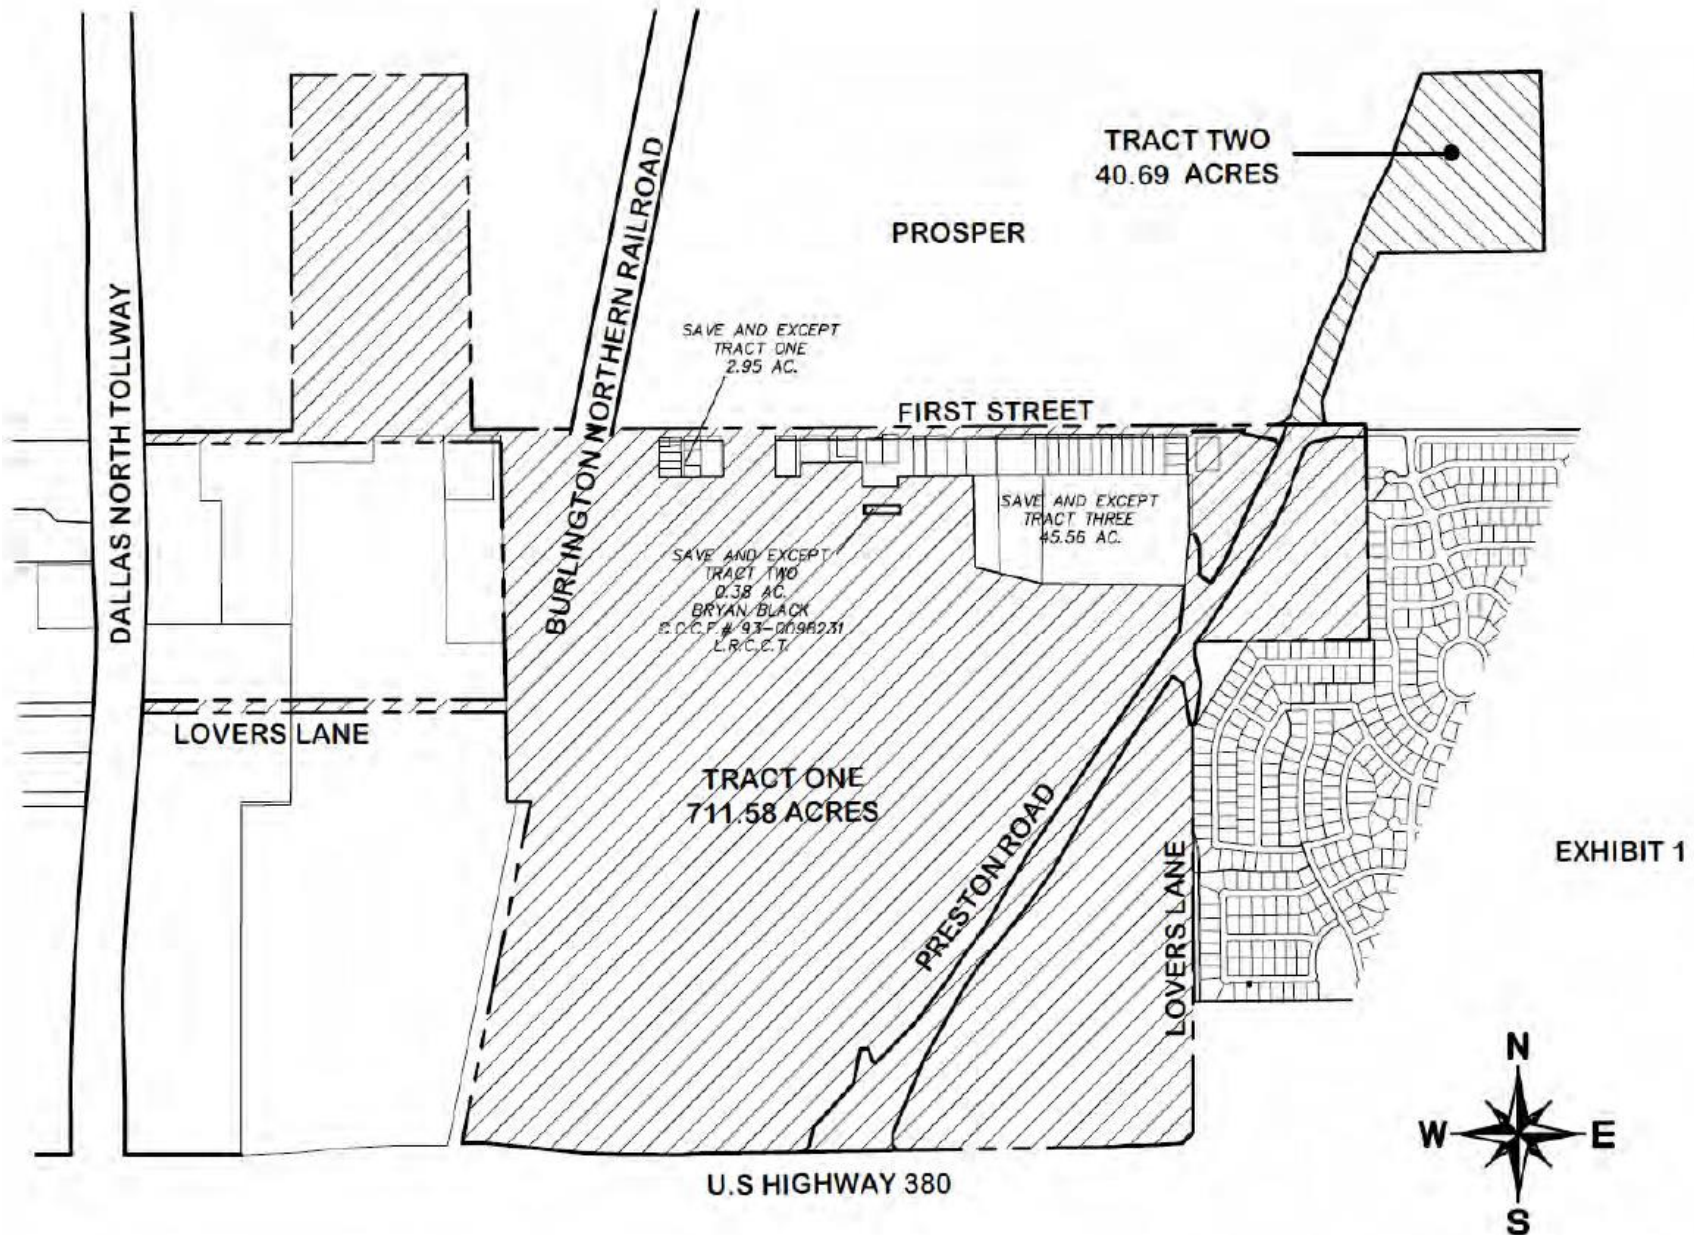 TRACT TWO
40.69 ACRES
PROSPER
BURLINGTON NORTHERN RAILROAD
DALLAS NORTH TOLLWAY
SAVE AND EXCEPT
TRACT ONE
2.95 AC.
FIRST STREET
SAVE AND EXCEPT
TRACT THREE
45.56 AC.
SAVE AND EXCEPT
TRACT TWO
0.38 AC.
BRYAN BLACK
C.C.C.F.# 93-0098231
L.R.C.C.T.
LOVERS LANE
TRACT ONE
711.58 ACRES
PRESTON ROAD
LOVERS LANE
EXHIBIT 1
N
W
E
S
U.S HIGHWAY 380